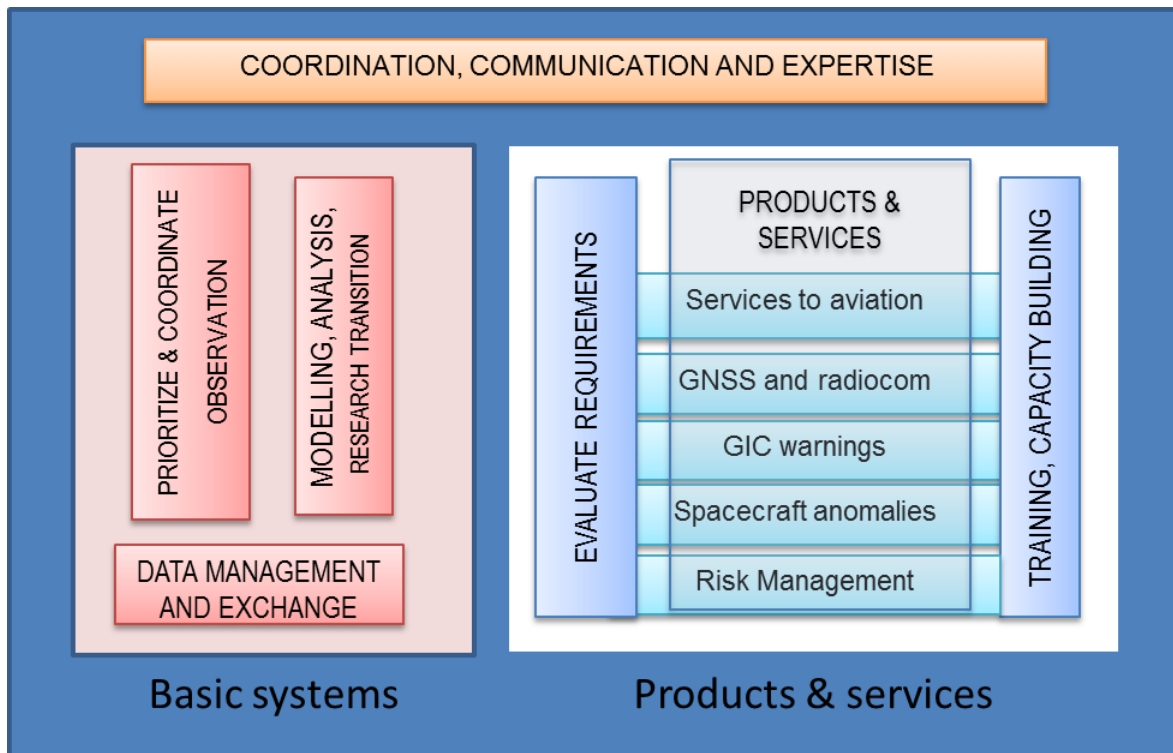 COORDINATION, COMMUNICATION AND EXPERTISE
PRIORITIZE & COORDINATE
OBSERVATION
MODELLING, ANALYSIS,
RESEARCH TRANSITION
DATA MANAGEMENT
AND EXCHANGE
Basic systems
EVALUATE REQUIREMENTS
PRODUCTS &
SERVICES
Services to aviation
GNSS and radiocom
GIC warnings
Spacecraft anomalies
Risk Management
TRAINING, CAPACITY BUILDING
Products & services